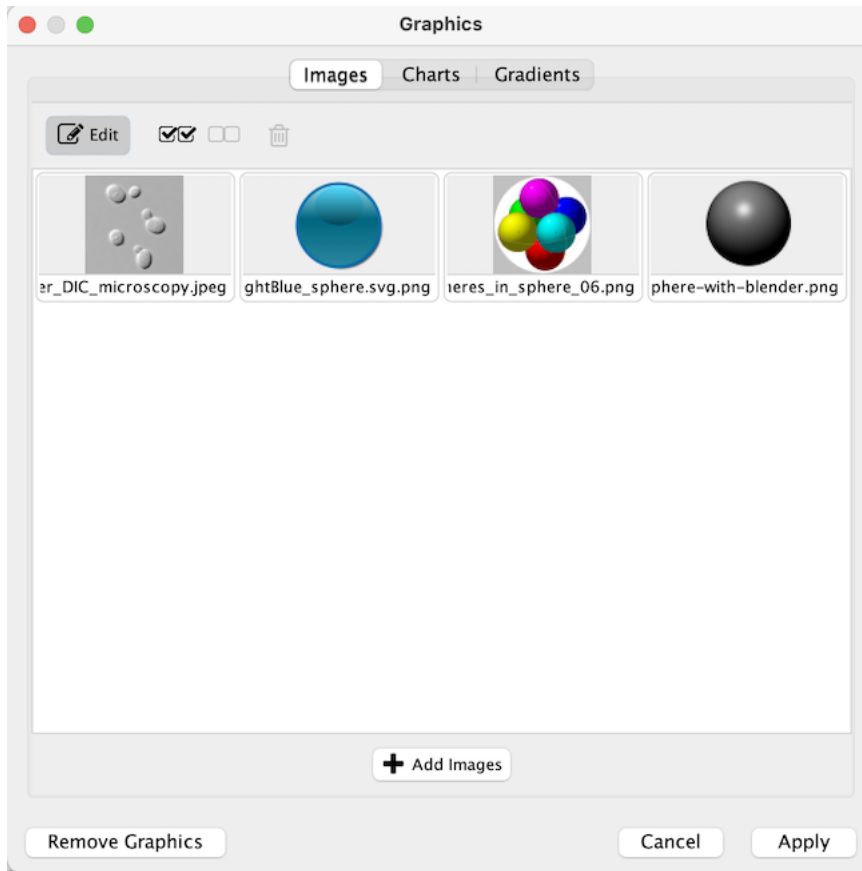 Graphics
Images Charts Gradients
Edit
er_DIC_microscopy.jpeg ghtBlue_sphere.svg.png heres_in_sphere_06.png phere-with-blender.png
Add Images
Remove Graphics Cancel Apply